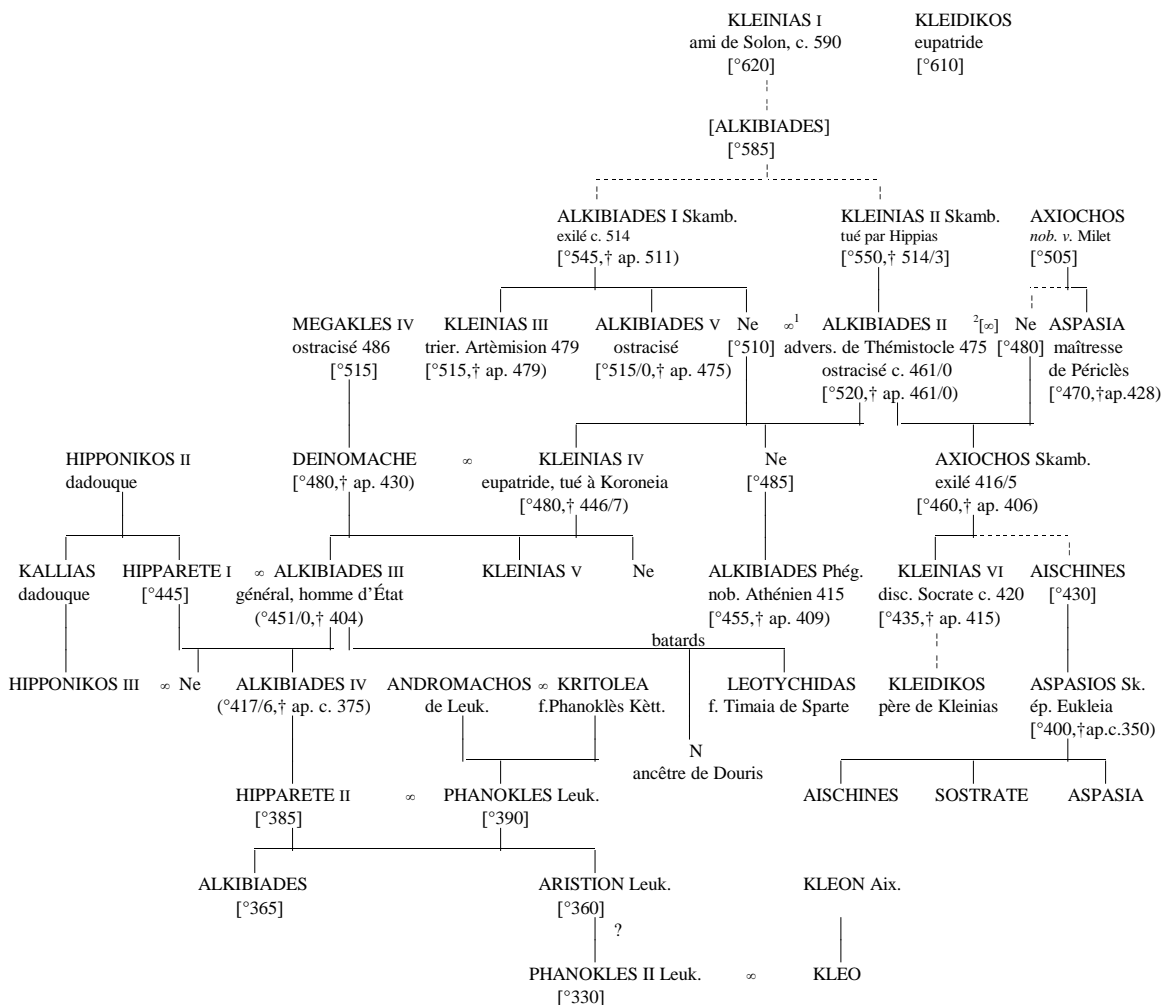 KLEINIAS I KLEIDIKOS
ami de Solon, c. 590 eupatride
[°620] [°610]
[ALKIBIADES]
[°585]
ALKIBIADES I Skamb. KLEINIAS II Skamb. AXIOCHOS
exilé c. 514 tué par Hippias nob. v. Milet
[°545,† ap. 511) [°550,† 514/3] [°505]
MEGAKLES IV KLEINIAS III ALKIBIADES V Ne ∞1 ALKIBIADES II 2[∞] Ne ASPASIA
ostracisé 486 trier. Artèmision 479 ostracisé [°510] advers. de Thémistocle 475 [°480] maîtresse
[°515] [°515,† ap. 479) [°515/0,† ap. 475) ostracisé c. 461/0 de Périclès
[°520,† ap. 461/0) [°470,†ap.428)
HIPPONIKOS II DEINOMACHE ∞ KLEINIAS IV Ne AXIOCHOS Skamb.
dadouque [°480,† ap. 430) eupatride, tué à Koroneia [°485] exilé 416/5
[°480,† 446/7) [°460,† ap. 406)
KALLIAS HIPPARETE I ∞ ALKIBIADES III KLEINIAS V Ne ALKIBIADES Phég. KLEINIAS VI AISCHINES
dadouque [°445] général, homme d'État nob. Athénien 415 disc. Socrate c. 420 [°430]
(°451/0,† 404) [°455,† ap. 409) [°435,† ap. 415)
batards
HIPPONIKOS III ∞ Ne ALKIBIADES IV ANDROMACHOS ∞ KRITOLEA LEOTYCHIDAS KLEIDIKOS ASPASIOS Sk.
(°417/6,† ap. c. 375) de Leuk. f.Phanoklès Kètt. f. Timaia de Sparte père de Kleinias ép. Eukleia
[°400,†ap.c.350)
N
ancêtre de Douris
HIPPARETE II ∞ PHANOKLES Leuk. AISCHINES SOSTRATE ASPASIA
[°385] [°390]
ALKIBIADES ARISTION Leuk. KLEON Aix.
[°365] [°360]
?
PHANOKLES II Leuk. ∞ KLEO
[°330]